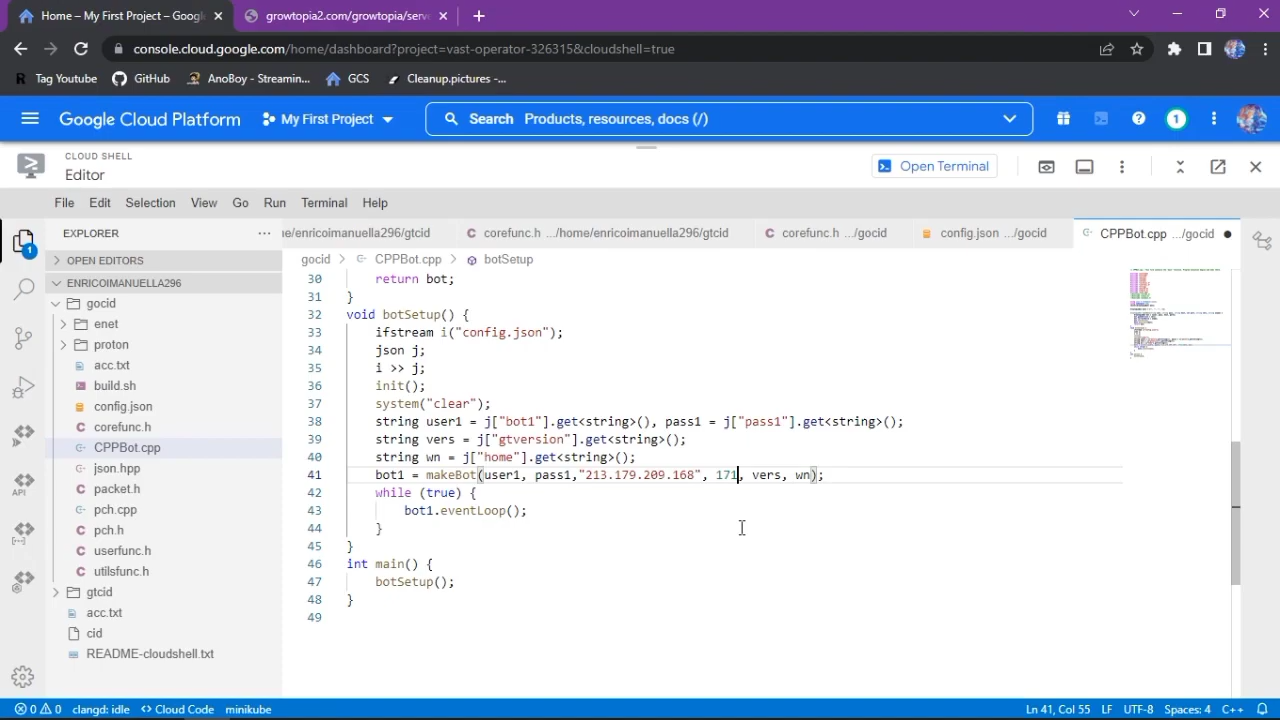 Home – My First Project – Google
growtopia2.com/growtopia/serve
console.cloud.google.com/home/dashboard?project=vast-operator-326315&cloudshell=true
Tag Youtube
GitHub
AnoBoy - Streamin...
GCS
Cleanup.pictures -...
Google Cloud Platform
My First Project
Search Products, resources, docs (/)
1
CLOUD SHELL
Editor
Open Terminal
File Edit Selection View Go Run Terminal Help
EXPLORER
...
OPEN EDITORS
ENRICOIMANUELLA296
gocid
enet
proton
acc.txt
build.sh
config.json
corefunc.h
CPPBot.cpp
json.hpp
packet.h
pch.cpp
pch.h
userfunc.h
utilsfunc.h
gtcid
acc.txt
cid
README-cloudshell.txt
1
API
ne/enricoimanuella296/gtcid
corefunc.h .../home/enricoimanuella296/gtcid
corefunc.h .../gocid
config.json .../gocid
CPPBot.cpp .../gocid
gocid > CPPBot.cpp > botSetup
30 return bot;
31 }
32 void botSetup() {
33 ifstream i("config.json");
34 json j;
35 i >> j;
36 init();
37 system("clear");
38 string user1 = j["bot1"].get<string>(), pass1 = j["pass1"].get<string>();
39 string vers = j["gtversion"].get<string>();
40 string wn = j["home"].get<string>();
41 bot1 = makeBot(user1, pass1,"213.179.209.168", 171, vers, wn);
42 while (true) {
43 bot1.eventLoop();
44 }
45 }
46 int main() {
47 botSetup();
48 }
49
0 0 clangd: idle <> Cloud Code minikube
Ln 41, Col 55 LF UTF-8 Spaces: 4 C++